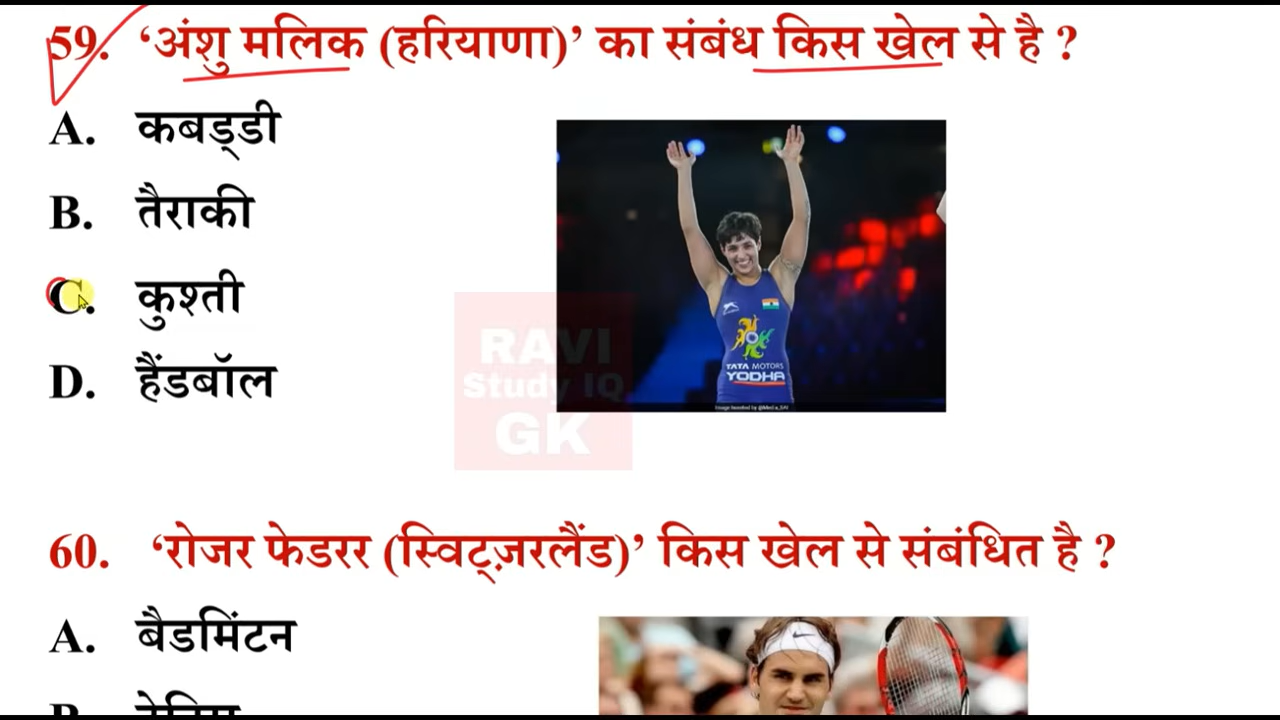 59. ‘अंशु मलिक (हरियाणा)’ का संबंध किस खेल से है ?
A. कबड्डी
B. तैराकी
C. कुश्ती
D. हैंडबॉल
TATA MOTORS
YODHA
RAVI
Study IQ
GK
60. ‘रोजर फेडरर (स्विट्ज़रलैंड)’ किस खेल से संबंधित है ?
A. बैडमिंटन